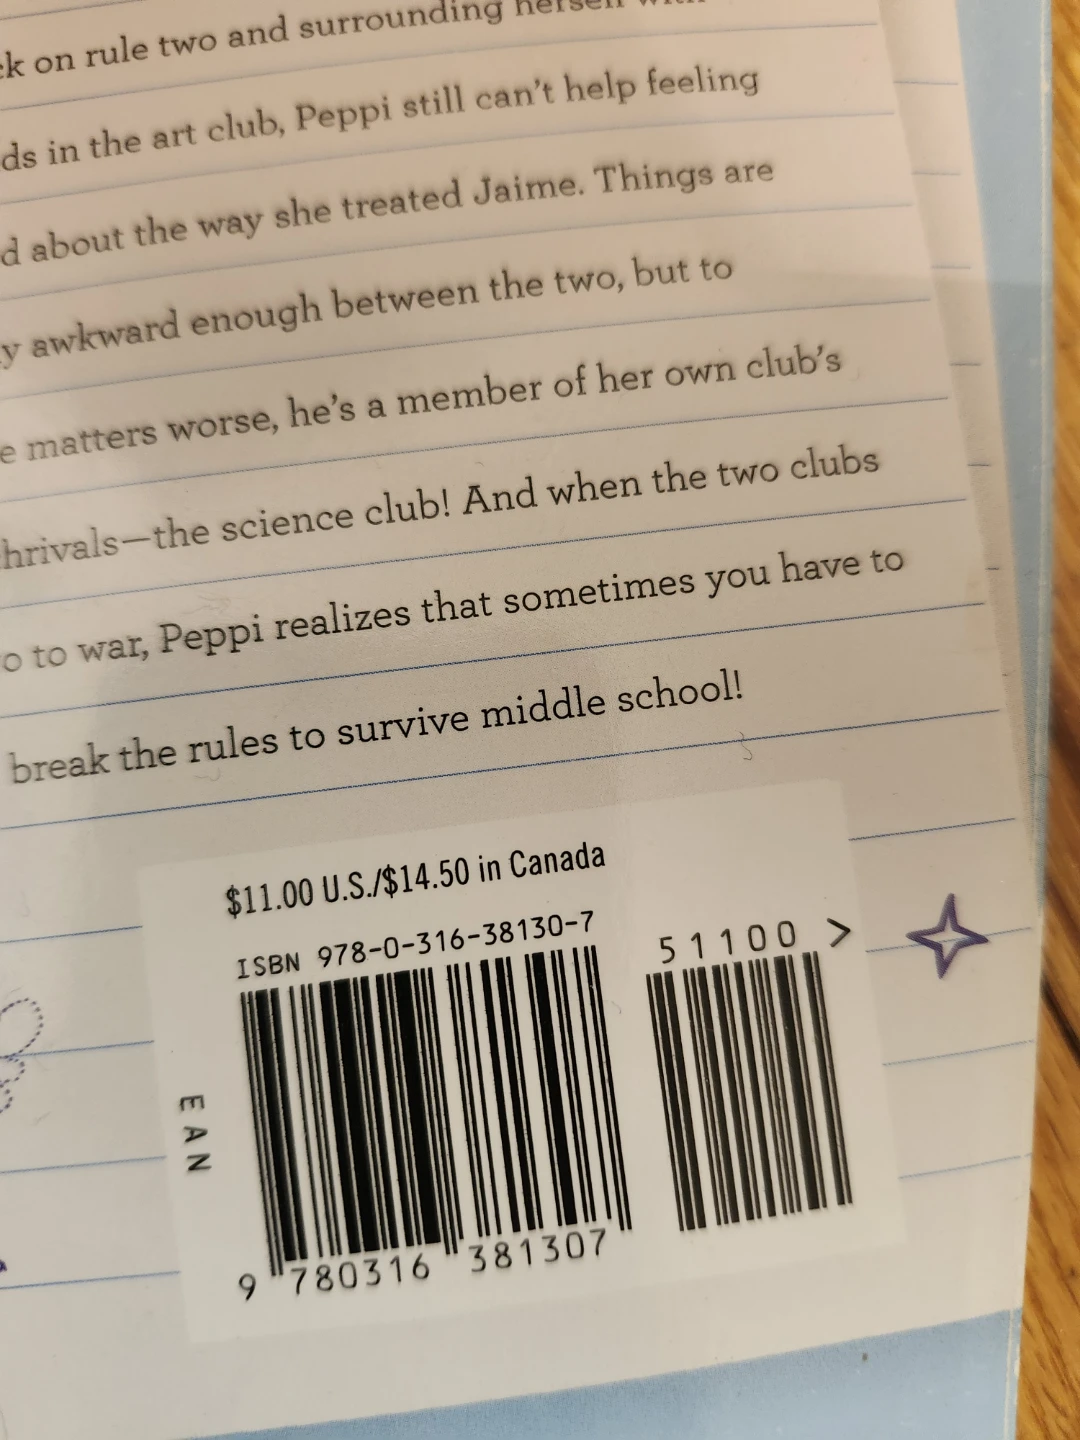 ck on rule two and surrounding herself with
ds in the art club, Peppi still can't help feeling
d about the way she treated Jaime. Things are
y awkward enough between the two, but to
e matters worse, he's a member of her own club's
hrivals—the science club! And when the two clubs
o to war, Peppi realizes that sometimes you have to
break the rules to survive middle school!
$11.00 U.S./$14.50 in Canada
ISBN 978-0-316-38130-7
51100 >
EAN
9 780316 381307